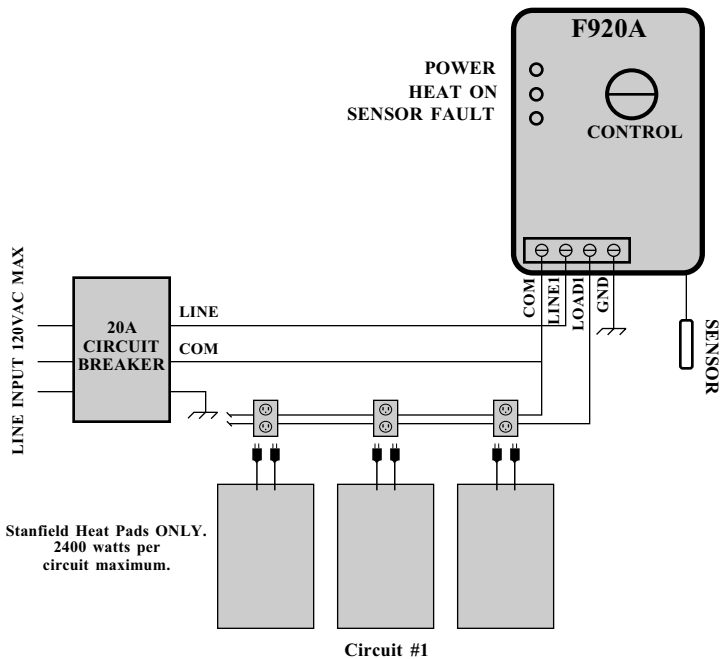 F920A
POWER
HEAT ON
SENSOR FAULT
CONTROL
COM
LINE1
LOAD1
GND
SENSOR
LINE INPUT 120VAC MAX
20A
CIRCUIT
BREAKER
LINE
COM
Stanfield Heat Pads ONLY.
2400 watts per
circuit maximum.
Circuit #1